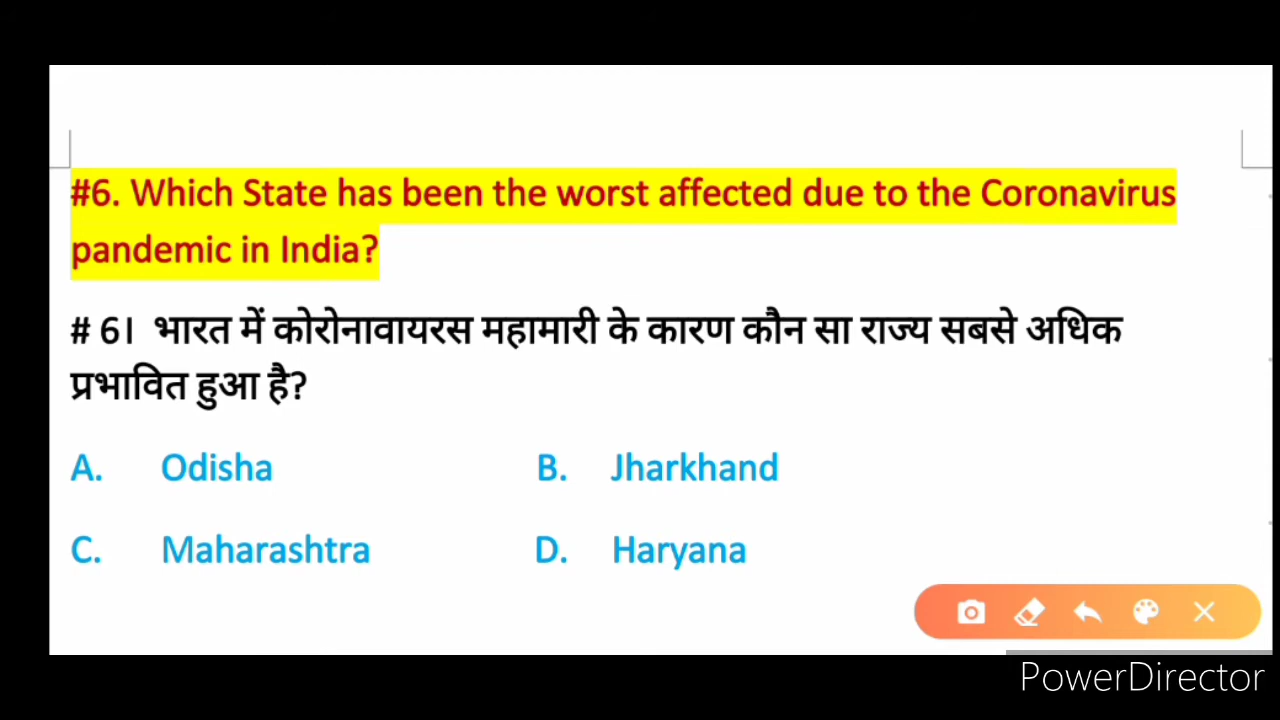 #6. Which State has been the worst affected due to the Coronavirus
pandemic in India?
# 6। भारत में कोरोनावायरस महामारी के कारण कौन सा राज्य सबसे अधिक
प्रभावित हुआ है?
A. Odisha B. Jharkhand
C. Maharashtra D. Haryana
PowerDirector